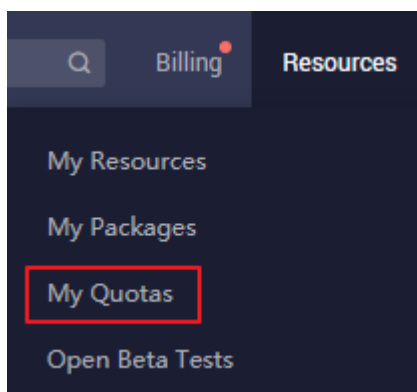 Billing Resources
My Resources
My Packages
My Quotas
Open Beta Tests